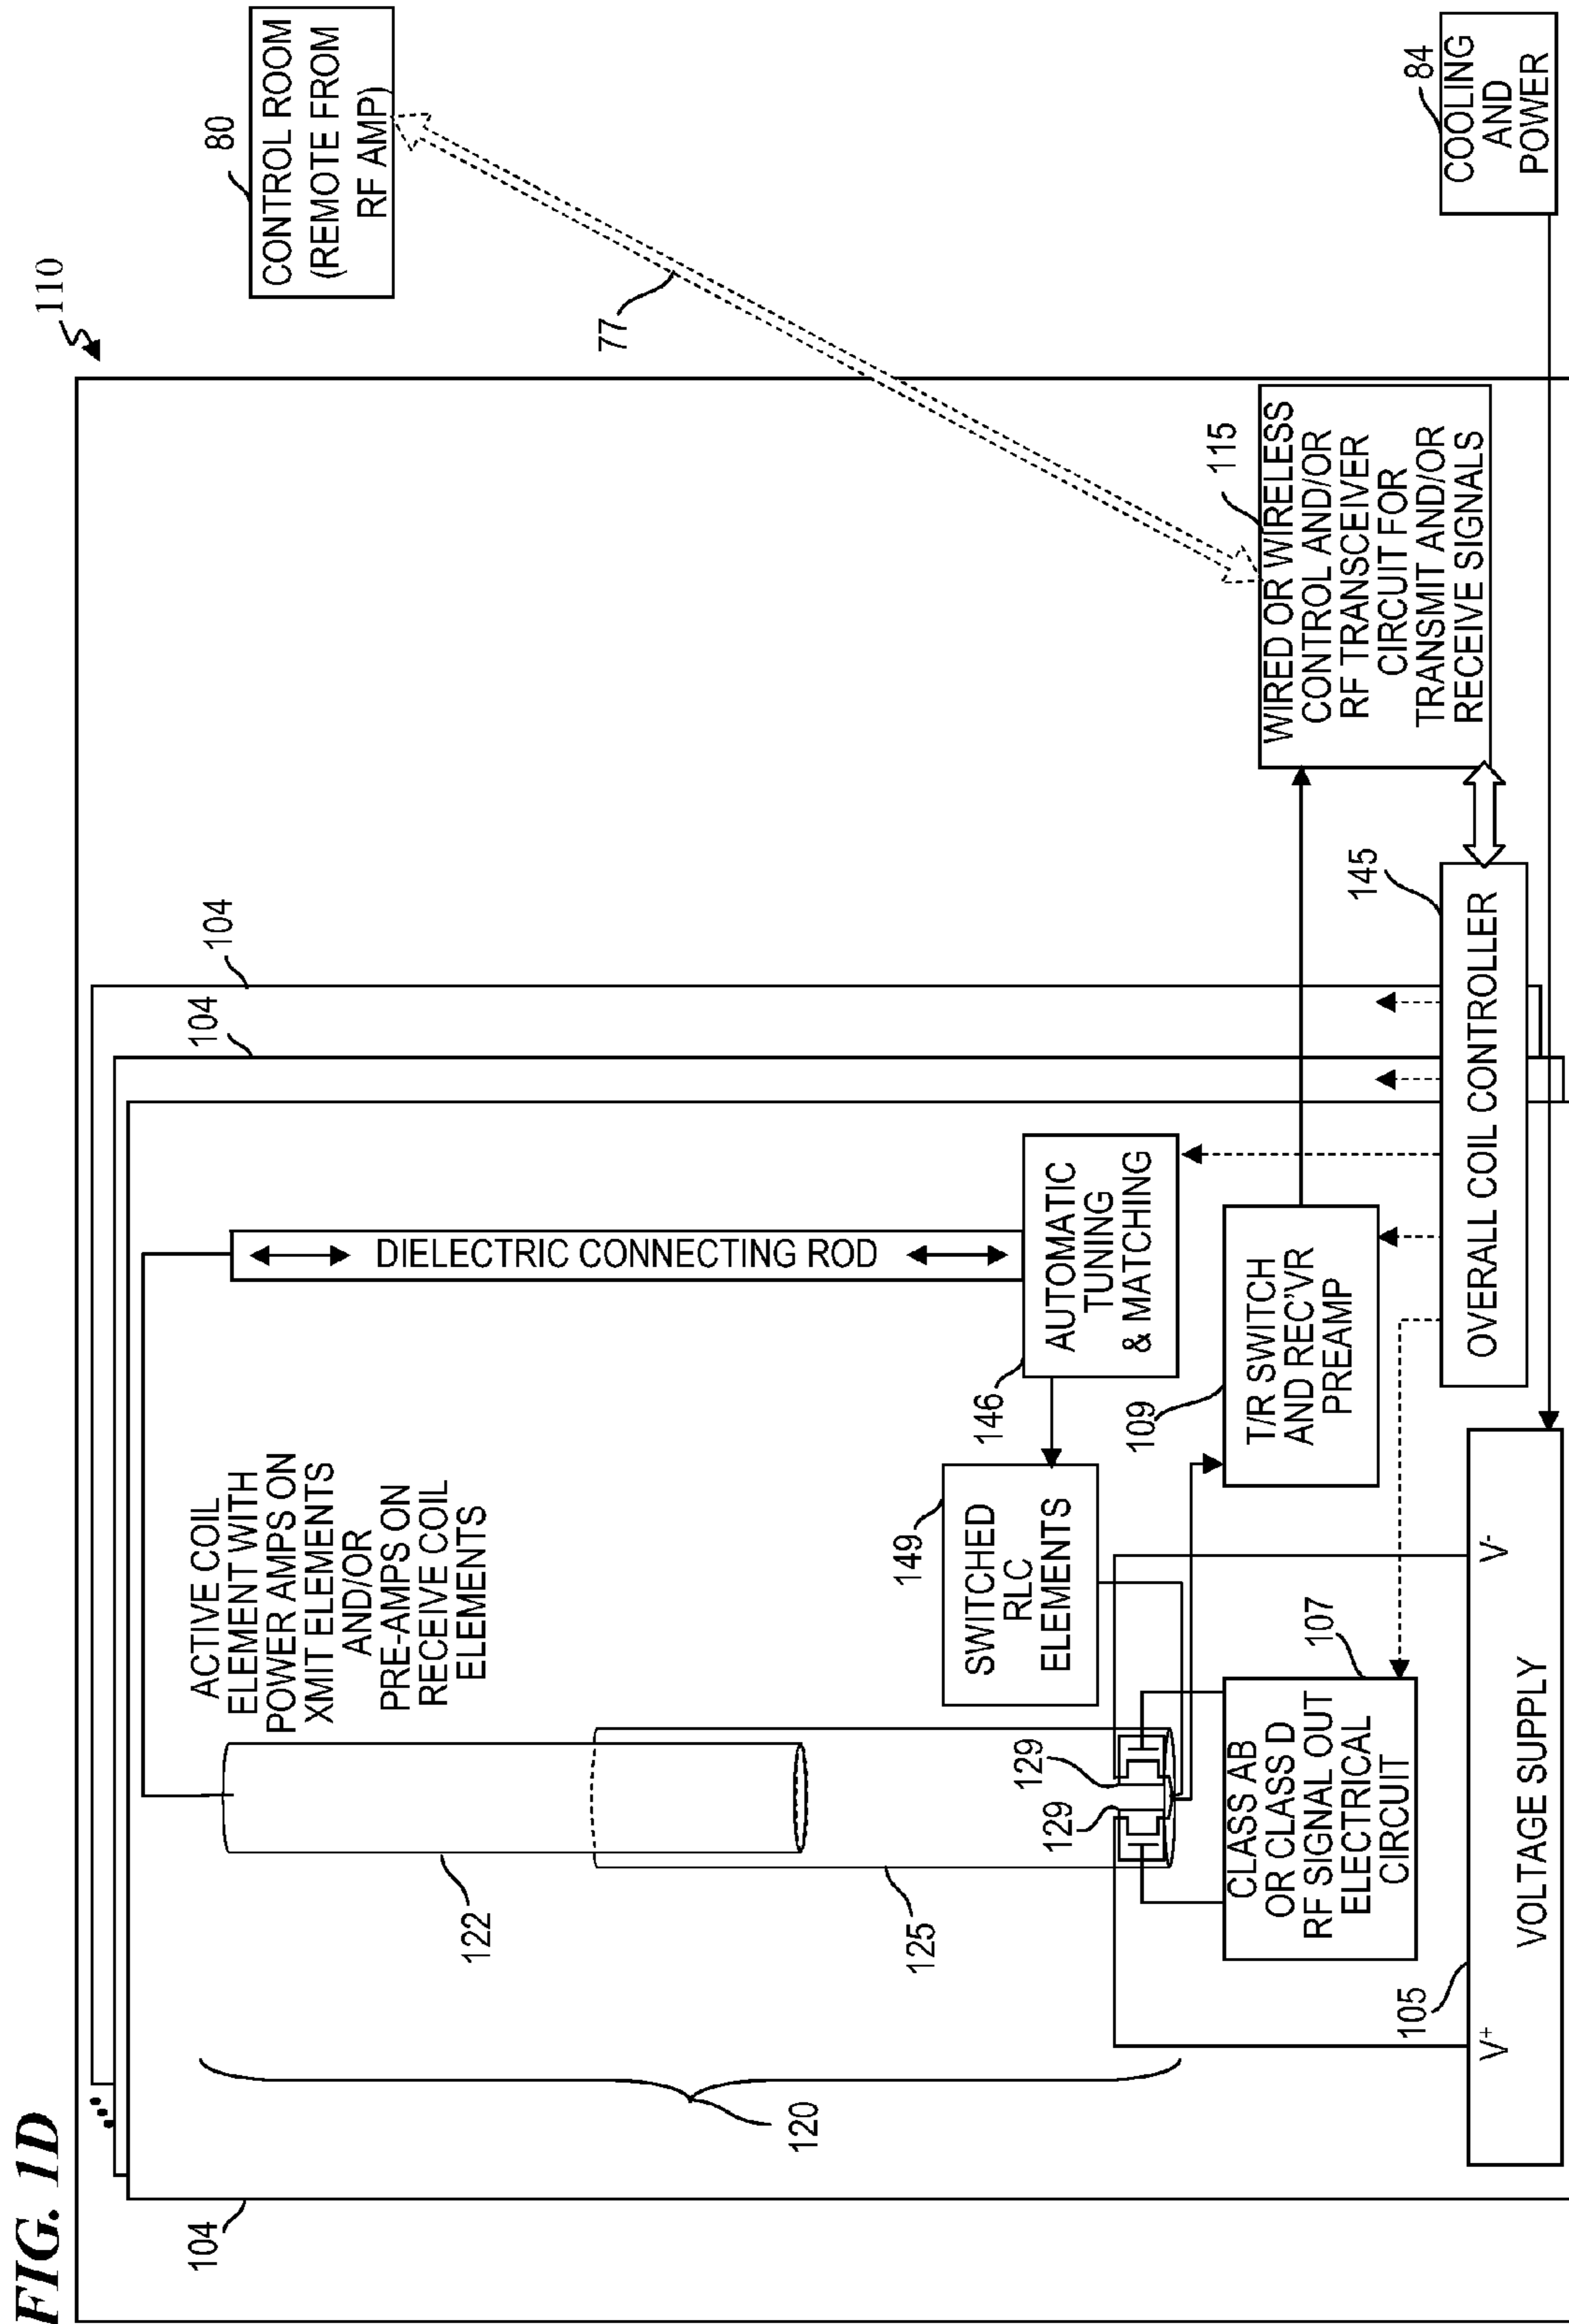 FIG. 1D
110
80
CONTROL ROOM
(REMOTE FROM
RF AMP)
77
84
COOLING
AND
POWER
104
104
104
115
WIRED OR WIRELESS
CONTROL AND/OR
RF TRANSCEIVER
CIRCUIT FOR
TRANSMIT AND/OR
RECEIVE SIGNALS
145
OVERALL COIL CONTROLLER
DIELECTRIC CONNECTING ROD
ACTIVE COIL
ELEMENT WITH
POWER AMPS ON
XMIT ELEMENTS
AND/OR
PRE-AMPS ON
RECEIVE COIL
ELEMENTS
146
AUTOMATIC
TUNING
& MATCHING
149
SWITCHED
RLC
ELEMENTS
109
T/R SWITCH
AND REC'VR
PREAMP
122
125
120
129
129
107
CLASS AB
OR CLASS D
RF SIGNAL OUT
ELECTRICAL
CIRCUIT
105
V+
V-
VOLTAGE SUPPLY